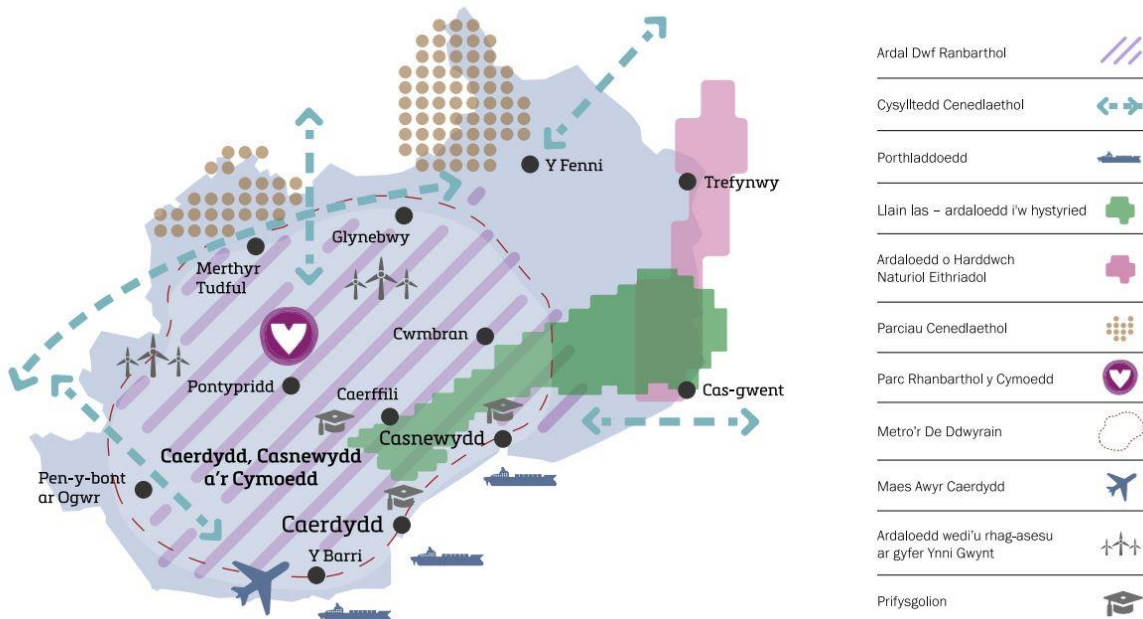 Y Fenni
Trefynwy
Glynebwy
Merthyr
Tudful
Cwmbran
Pontypridd
Caerffili
Cas-gwent
Casnewydd
Caerdydd, Casnewydd
a'r Cymoedd
Pen-y-bont
ar Ogwr
Caerdydd
Y Barri
Ardal Dwf Ranbarthol
Cysylltedd Cenedlaethol
Porthladdoedd
Llain las – ardaloedd i'w hystyried
Ardaloedd o Harddwch
Naturiol Eithriadol
Parciau Cenedlaethol
Parc Rhanbarthol y Cymoedd
Metro'r De Ddwyrain
Maes Awyr Caerdydd
Ardaloedd wedi'u rhag-asesu
ar gyfer Ynni Gwynt
Prifysgolion